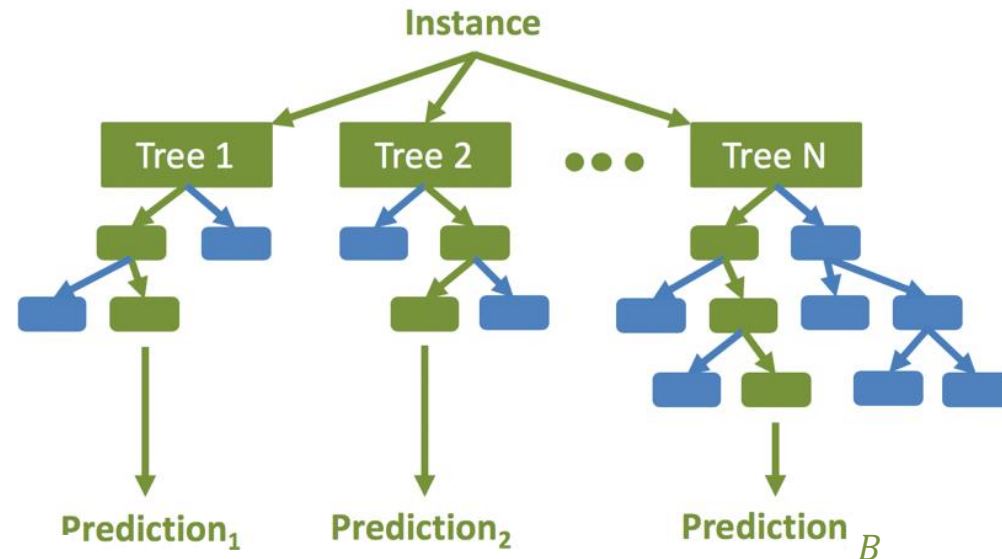 Instance
Tree 1 Tree 2 ●●● Tree N
Prediction₁ Prediction₂ Prediction B